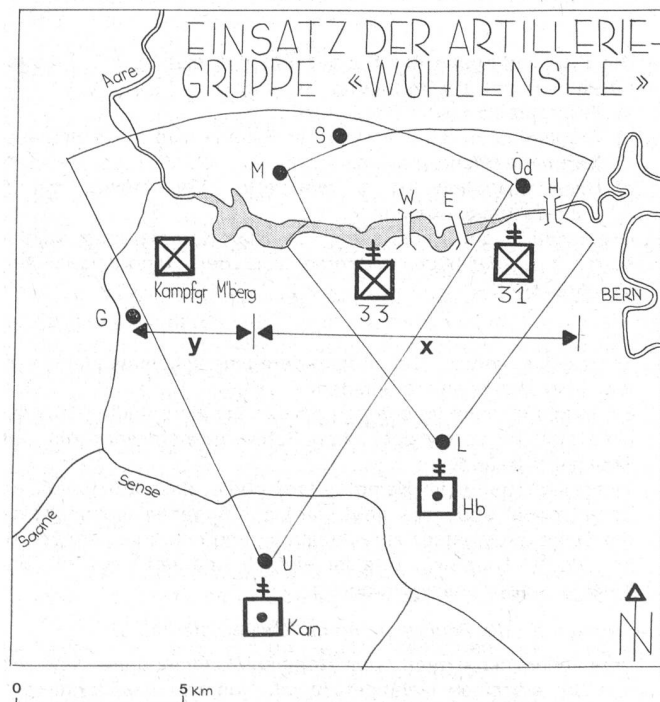 EINSATZ DER ARTILLERIE-
GRUPPE «WOHLENSEE»
Aare
S
M
Od
H
W
E
Kampfgr M'berg
33
31
BERN
G
y
x
L
Hb
Sense
Saane
U
Kan
N
0
5 Km